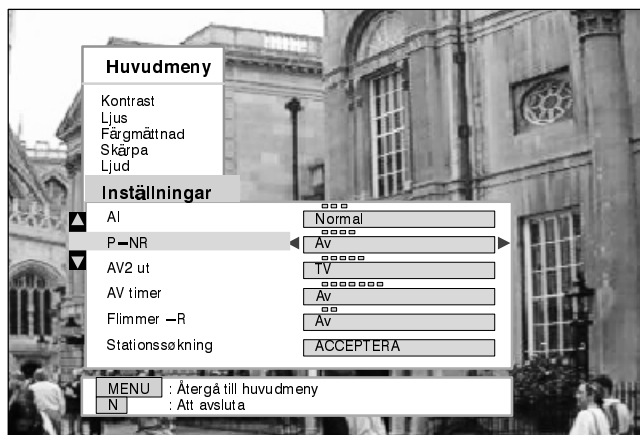 Huvudmeny
Kontrast
Ljus
Färgmättnad
Skärpa
Ljud
Inställningar
AI Normal
P–NR Av
AV2 ut TV
AV timer Av
Flimmer –R Av
Stationssøkning ACCEPTERA
MENU : Återgå till huvudmeny
N : Att avsluta